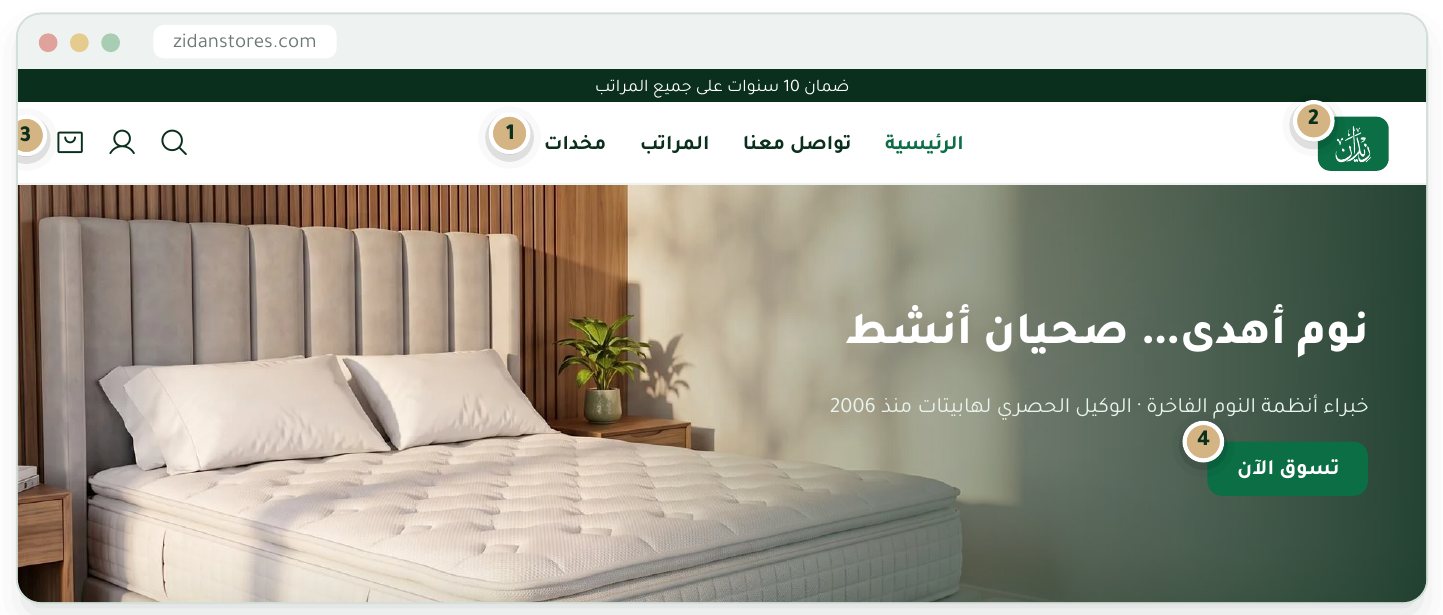 zidanstores.com
ضمان 10 سنوات على جميع المراتب
2
زيدان
الرئيسية تواصل معنا المراتب مخدات 1
3
نوم أهدى... صحيان أنشط
خبراء أنظمة النوم الفاخرة · الوكيل الحصري لهابيتات منذ 2006
4
تسوق الآن